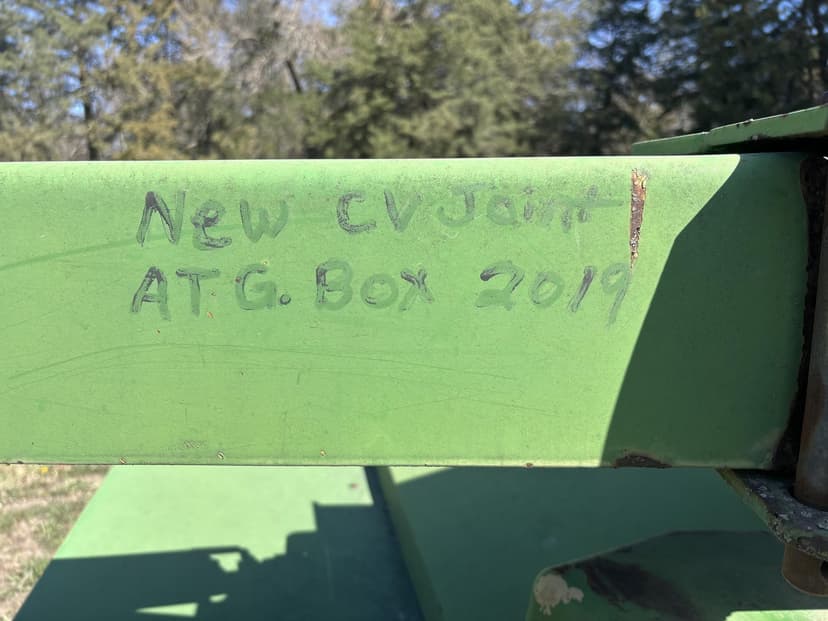 New CV Joint
AT G. Box 2019